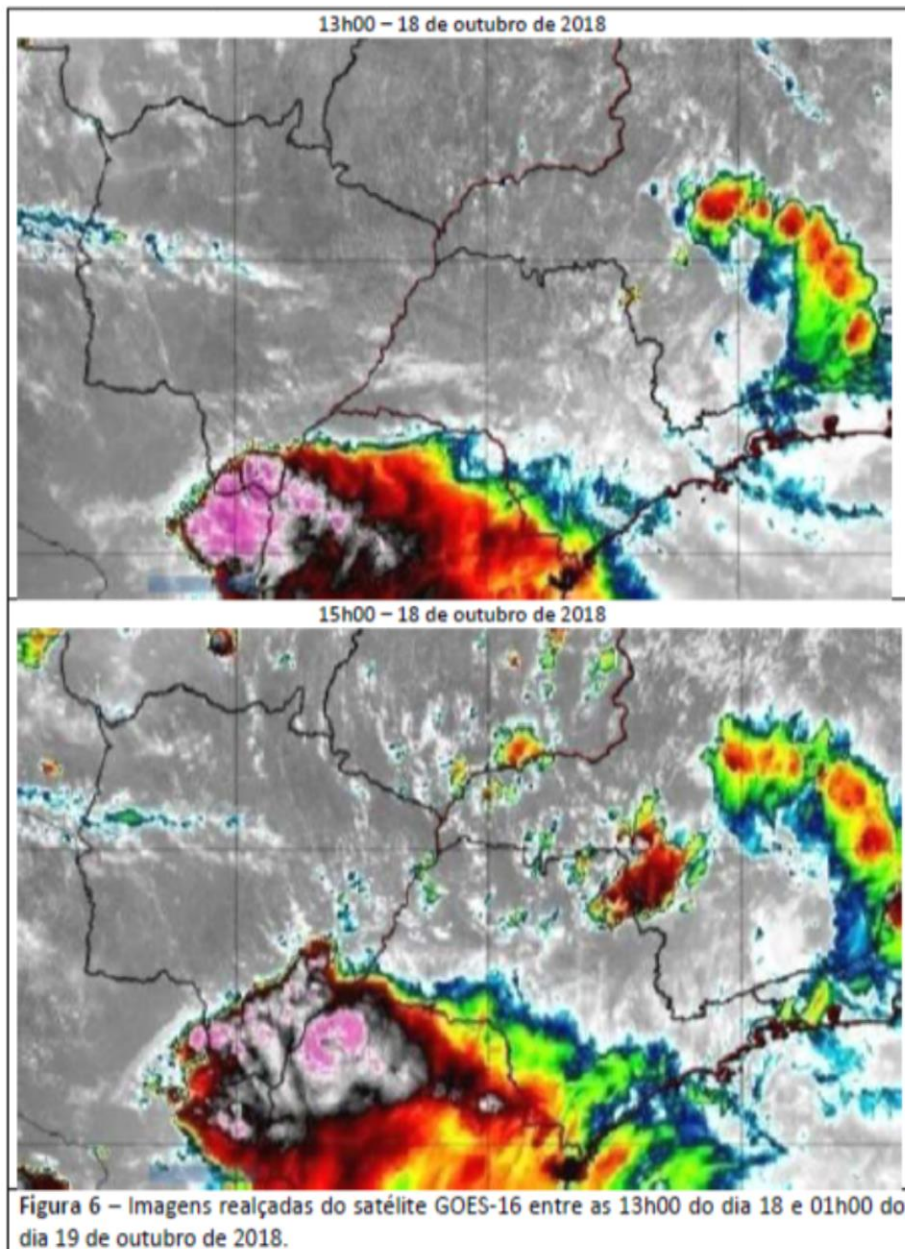 13h00 – 18 de outubro de 2018
15h00 – 18 de outubro de 2018
Figura 6 – Imagens realçadas do satélite GOES-16 entre as 13h00 do dia 18 e 01h00 do
dia 19 de outubro de 2018.